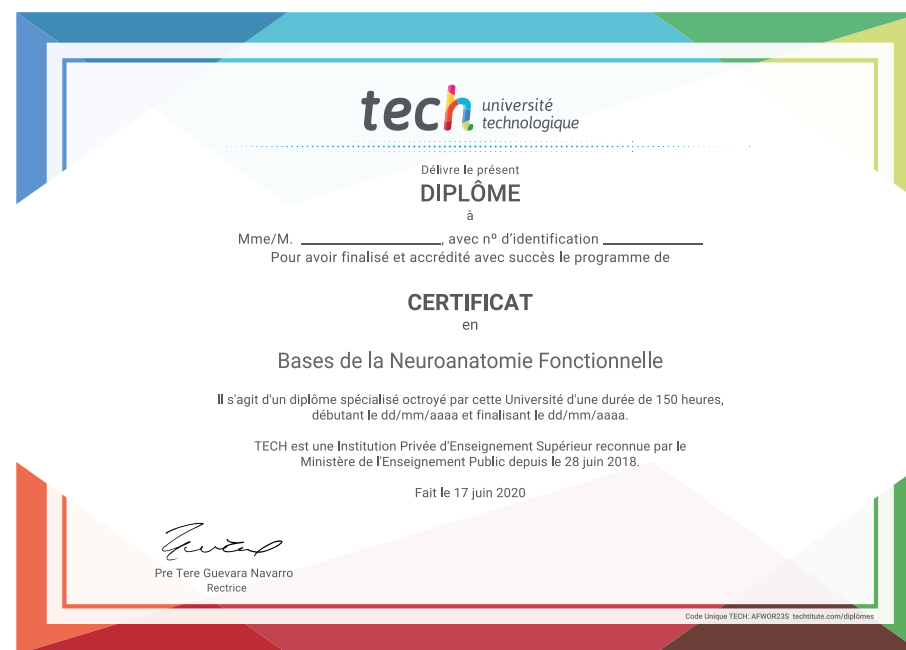 tech université
technologique
Délivre le présent
DIPLÔME
à
Mme/M. ____________________, avec nº d'identification ______________
Pour avoir finalisé et accrédité avec succès le programme de
CERTIFICAT
en
Bases de la Neuroanatomie Fonctionnelle
Il s'agit d'un diplôme spécialisé octroyé par cette Université d'une durée de 150 heures,
débutant le dd/mm/aaaa et finalisant le dd/mm/aaaa.
TECH est une Institution Privée d'Enseignement Supérieur reconnue par le
Ministère de l'Enseignement Public depuis le 28 juin 2018.
Fait le 17 juin 2020
Pre Tere Guevara Navarro
Rectrice
Code Unique TECH: AFWOR23S techtitute.com/diplômes